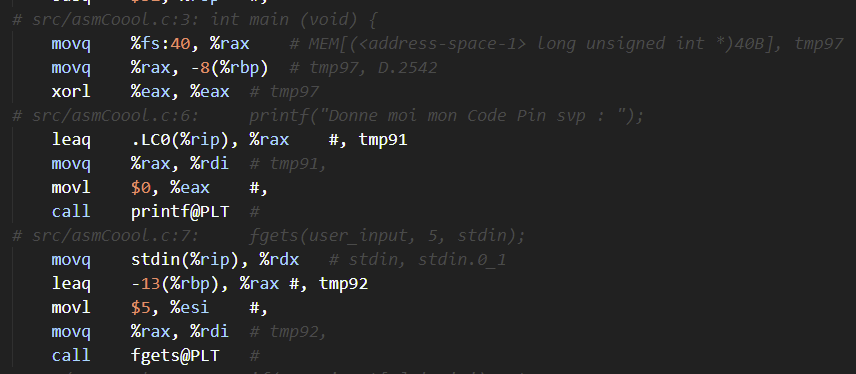 # src/asmCoool.c:3: int main (void) {
movq %fs:40, %rax # MEM[(<address-space-1> long unsigned int *)40B], tmp97
movq %rax, -8(%rbp) # tmp97, D.2542
xorl %eax, %eax # tmp97
# src/asmCoool.c:6: printf("Donne moi mon Code Pin svp : ");
leaq .LC0(%rip), %rax #, tmp91
movq %rax, %rdi # tmp91,
movl $0, %eax #,
call printf@PLT #
# src/asmCoool.c:7: fgets(user_input, 5, stdin);
movq stdin(%rip), %rdx # stdin, stdin.0_1
leaq -13(%rbp), %rax #, tmp92
movl $5, %esi #,
movq %rax, %rdi # tmp92,
call fgets@PLT #